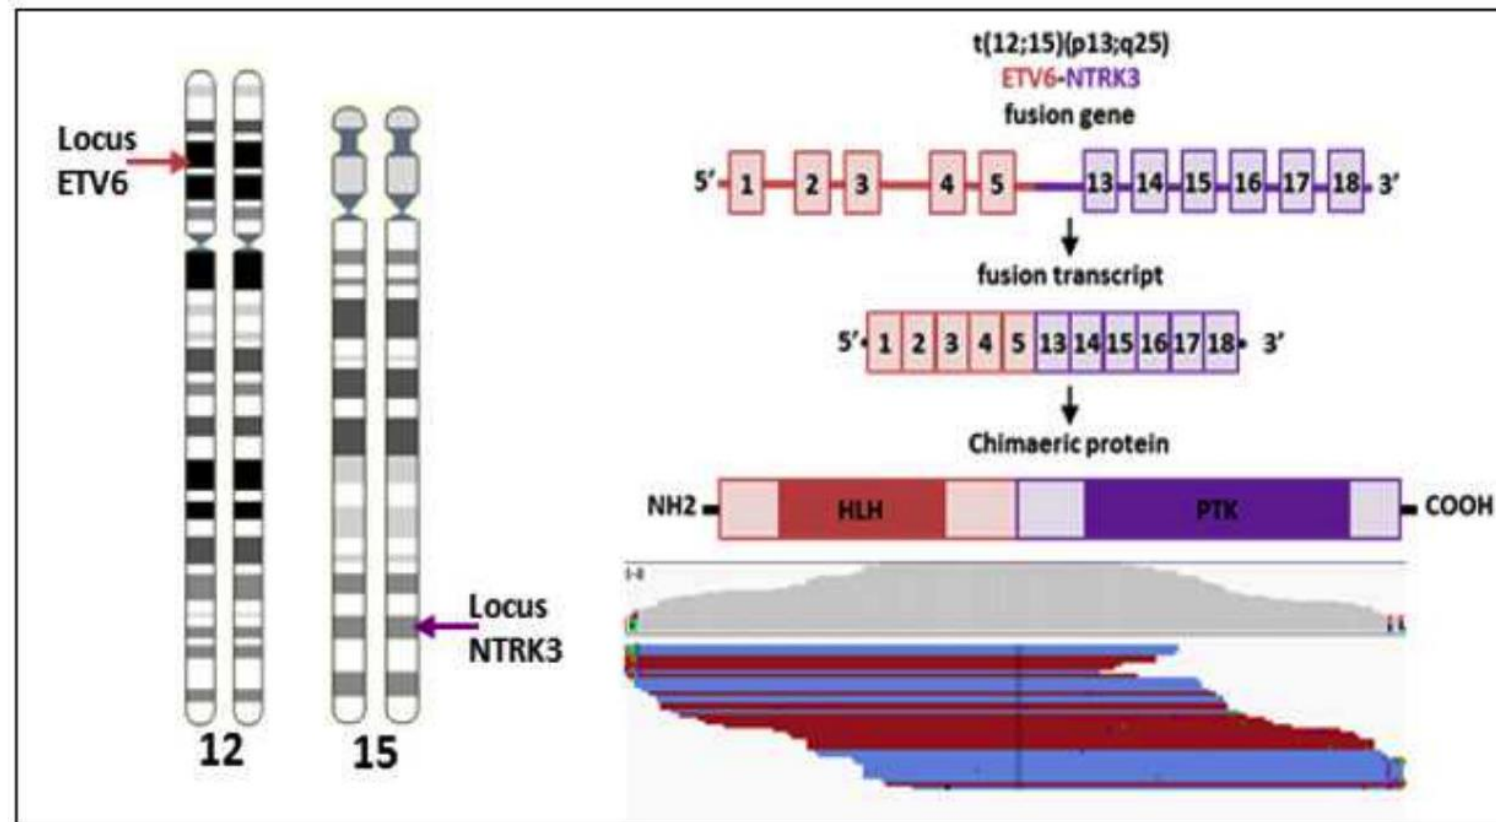 Locus
ETV6
12
15
Locus
NTRK3
t(12;15)(p13;q25)
ETV6-NTRK3
fusion gene
5' 1 2 3 4 5 13 14 15 16 17 18 3'
fusion transcript
5' 1 2 3 4 5 13 14 15 16 17 18 3'
Chimaeric protein
NH2 HLH PTK COOH